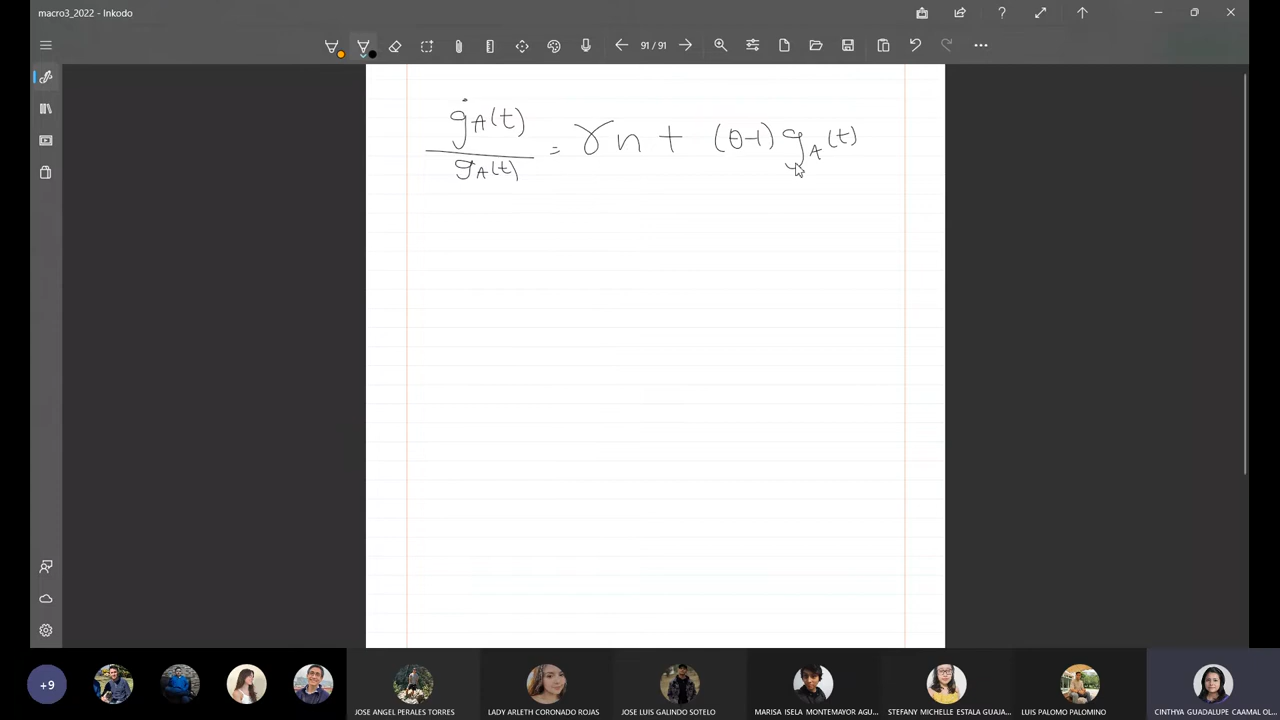 macro3_2022 - Inkodo
91 / 91
ġA(t)/gA(t) = γn + (θ-1) gA(t)
+9
JOSE ANGEL PERALES TORRES
LADY ARLETH CORONADO ROJAS
JOSE LUIS GALINDO SOTELO
MARISA ISELA MONTEMAYOR AGU...
STEFANY MICHELLE ESTALA GUAJA...
LUIS PALOMO PALOMINO
CINTHYA GUADALUPE CAAMAL OL...